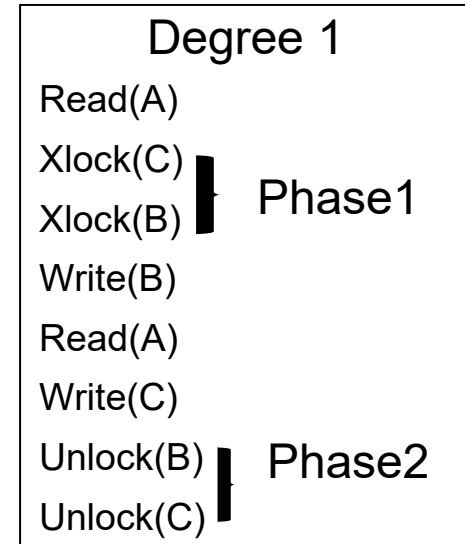 Degree 1
Read(A)
Xlock(C)
Phase1
Xlock(B)
Write(B)
Read(A)
Write(C)
Unlock(B)
Phase2
Unlock(C)